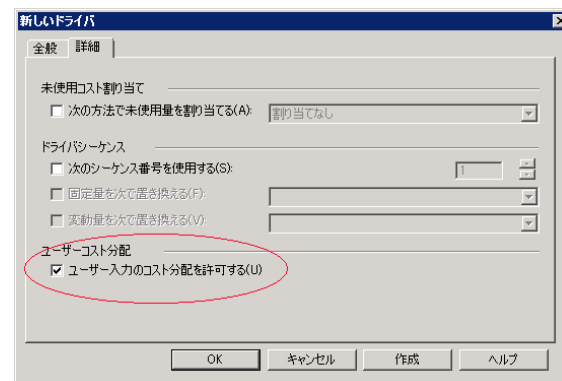 新しいドライバ
全般 詳細
未使用コスト割り当て
次の方法で未使用量を割り当てる(A): 割り当てなし
ドライバシーケンス
次のシーケンス番号を使用する(S): 1
固定量を次で置き換える(F):
変動量を次で置き換える(V):
ユーザーコスト分配
ユーザー入力のコスト分配を許可する(U)
OK キャンセル 作成 ヘルプ